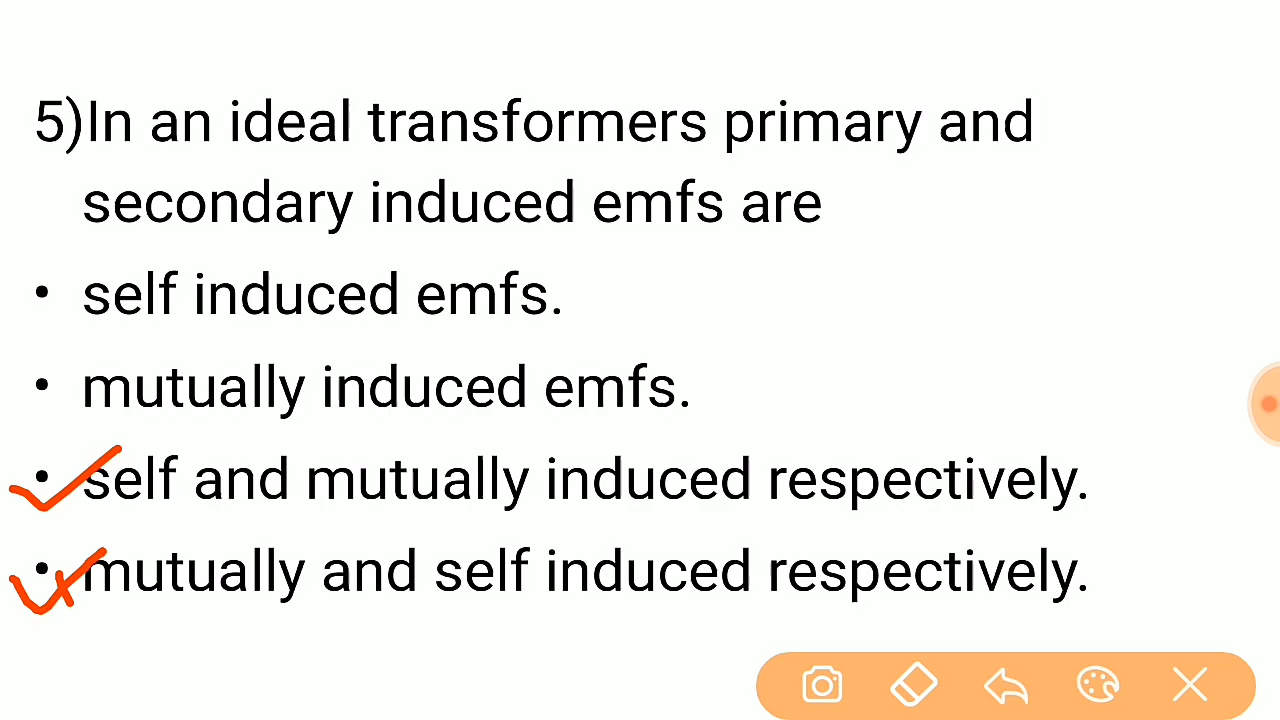 5)In an ideal transformers primary and
secondary induced emfs are
• self induced emfs.
• mutually induced emfs.
• self and mutually induced respectively.
• mutually and self induced respectively.